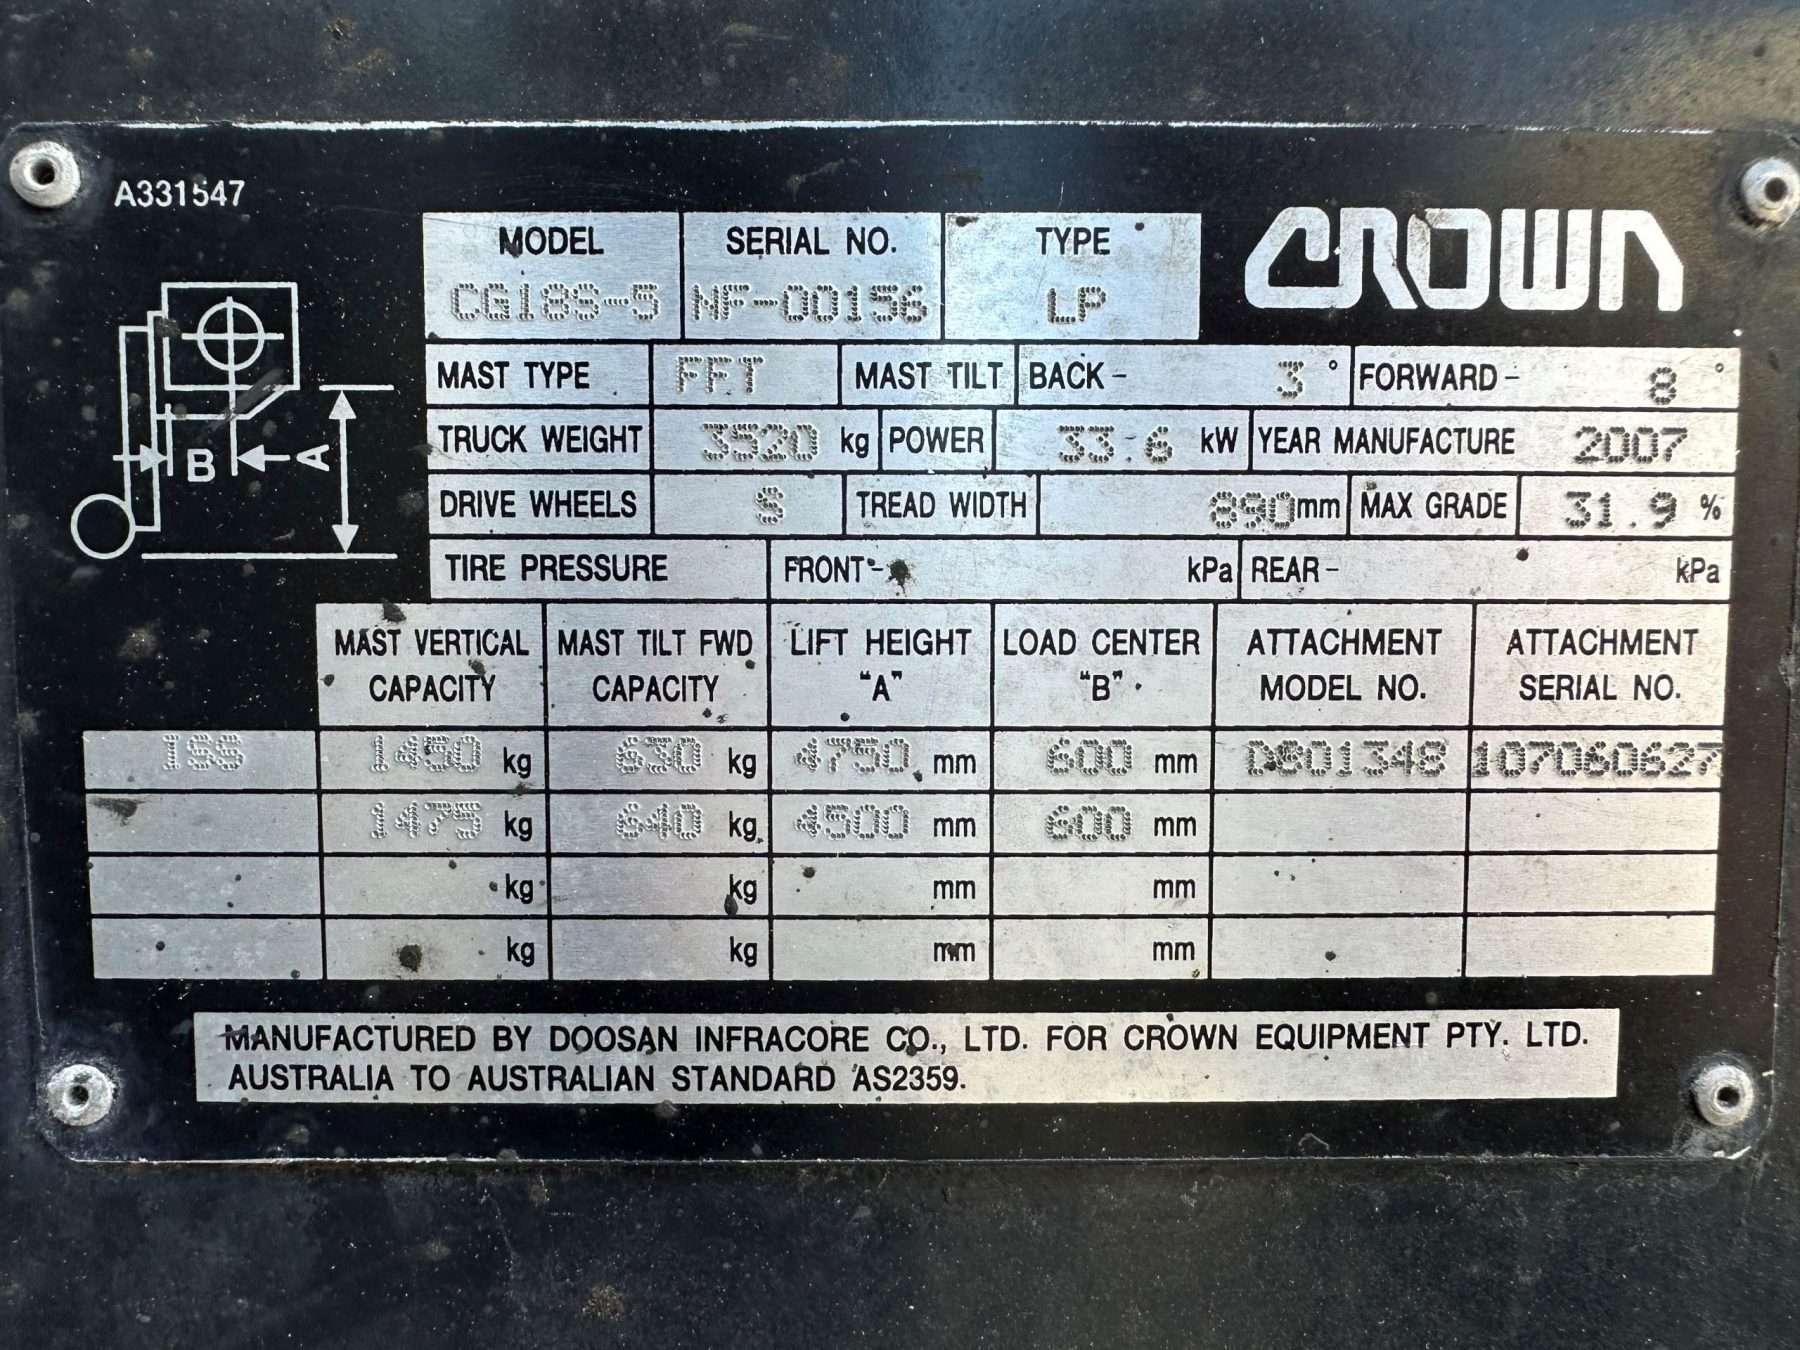 A331547
CROWN
MODEL SERIAL NO. TYPE
CG18S-5 NF-00156 LP
MAST TYPE FFT MAST TILT BACK- 3° FORWARD- 8°
TRUCK WEIGHT 3520 kg POWER 33.6 kW YEAR MANUFACTURE 2007
DRIVE WHEELS S TREAD WIDTH 890mm MAX GRADE 31.9 %
TIRE PRESSURE FRONT- kPa REAR- kPa
B A
MAST VERTICAL MAST TILT FWD LIFT HEIGHT LOAD CENTER ATTACHMENT ATTACHMENT
CAPACITY CAPACITY "A" "B" MODEL NO. SERIAL NO.
ISS 1450 kg 630 kg 4750 mm 600 mm D801348 107060627
1475 kg 640 kg 4500 mm 600 mm
kg kg mm mm
kg kg mm mm
MANUFACTURED BY DOOSAN INFRACORE CO., LTD. FOR CROWN EQUIPMENT PTY. LTD.
AUSTRALIA TO AUSTRALIAN STANDARD AS2359.